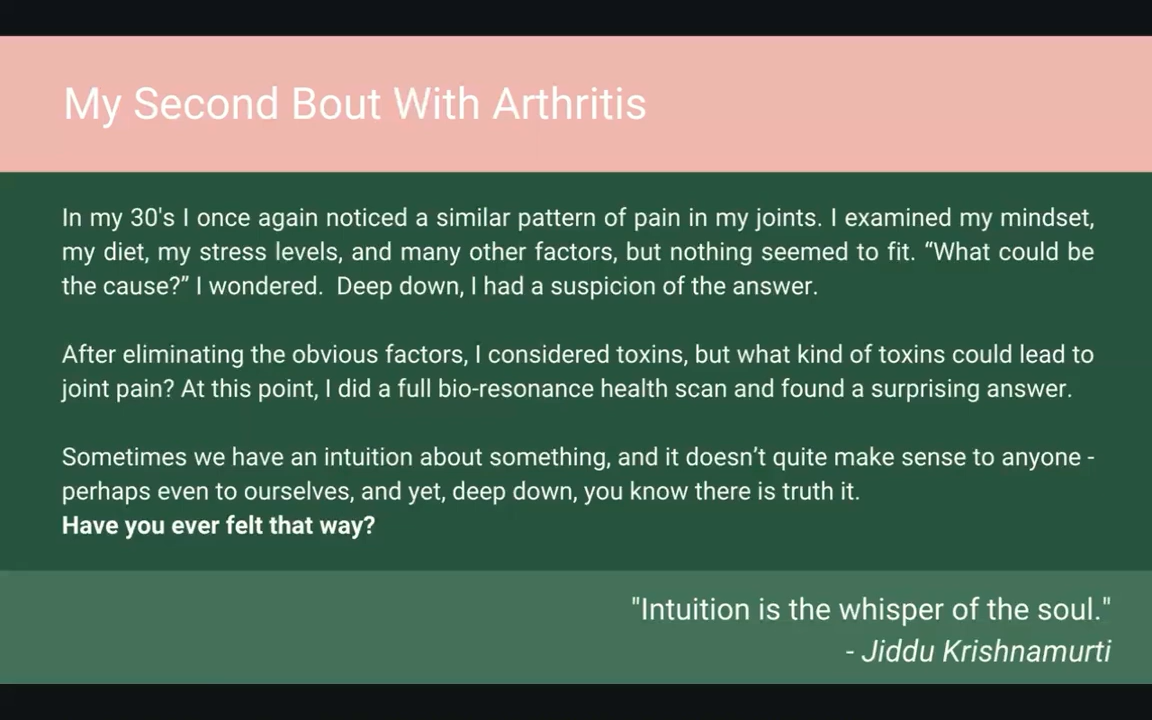 My Second Bout With Arthritis
In my 30's I once again noticed a similar pattern of pain in my joints. I examined my mindset,
my diet, my stress levels, and many other factors, but nothing seemed to fit. “What could be
the cause?” I wondered.  Deep down, I had a suspicion of the answer.
After eliminating the obvious factors, I considered toxins, but what kind of toxins could lead to
joint pain? At this point, I did a full bio-resonance health scan and found a surprising answer.
Sometimes we have an intuition about something, and it doesn’t quite make sense to anyone -
perhaps even to ourselves, and yet, deep down, you know there is truth it.
Have you ever felt that way?
"Intuition is the whisper of the soul."
- Jiddu Krishnamurti